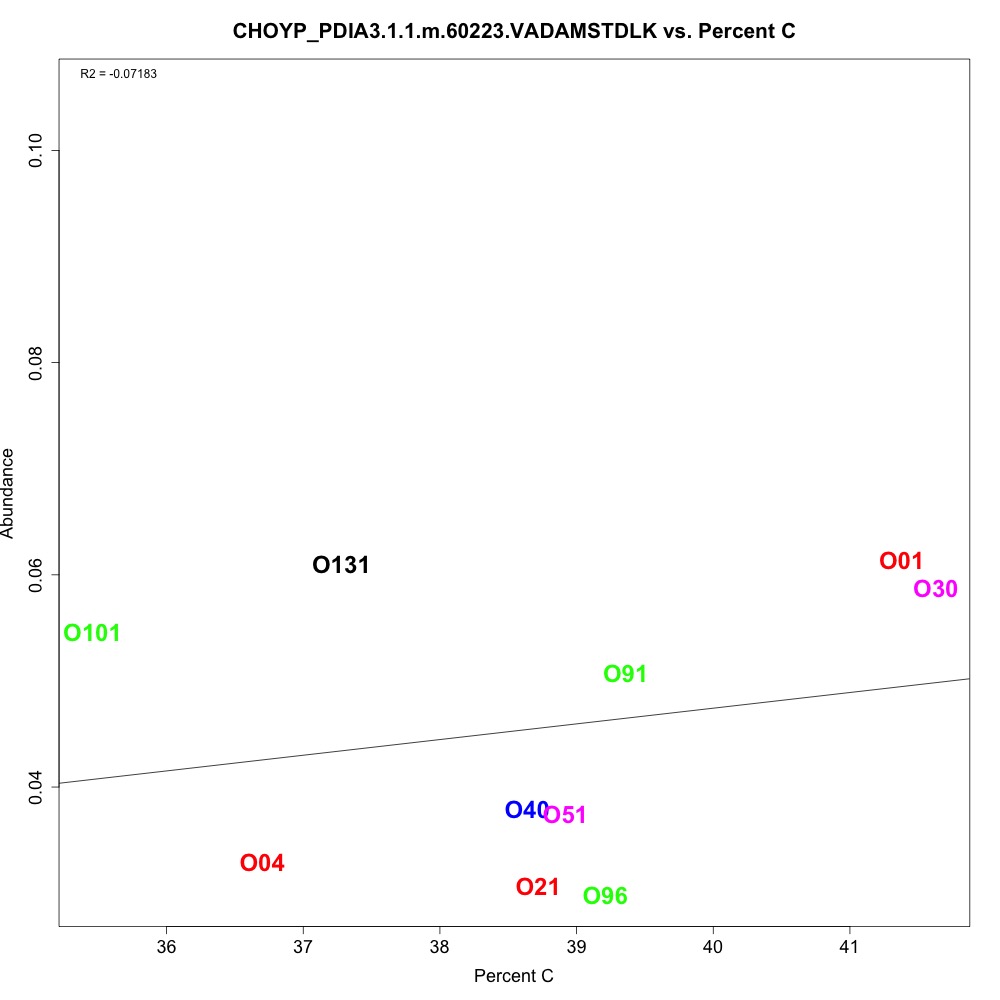 CHOYP_PDIA3.1.1.m.60223.VADAMSTDLK vs. Percent C
R2 = -0.07183
0.10
0.08
Abundance
0.06
0.04
O131
O01
O30
O101
O91
O40
O51
O04
O21
O96
36 37 38 39 40 41
Percent C